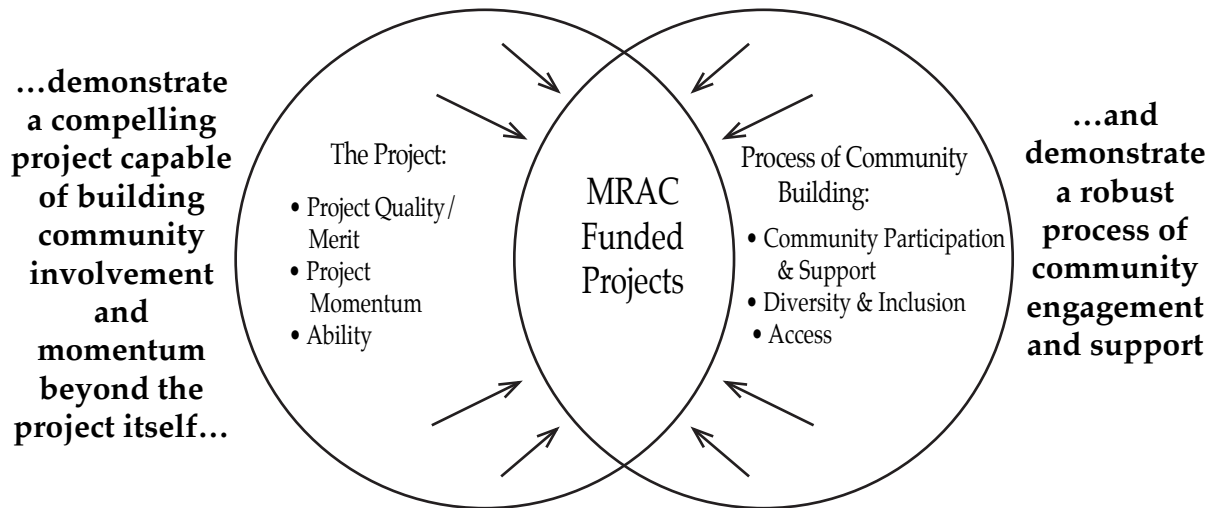 …demonstrate
a compelling
project capable
of building
community
involvement
and
momentum
beyond the
project itself…
The Project:
• Project Quality/
Merit
• Project
Momentum
• Ability
MRAC
Funded
Projects
Process of Community
Building:
• Community Participation
& Support
• Diversity & Inclusion
• Access
…and
demonstrate
a robust
process of
community
engagement
and support